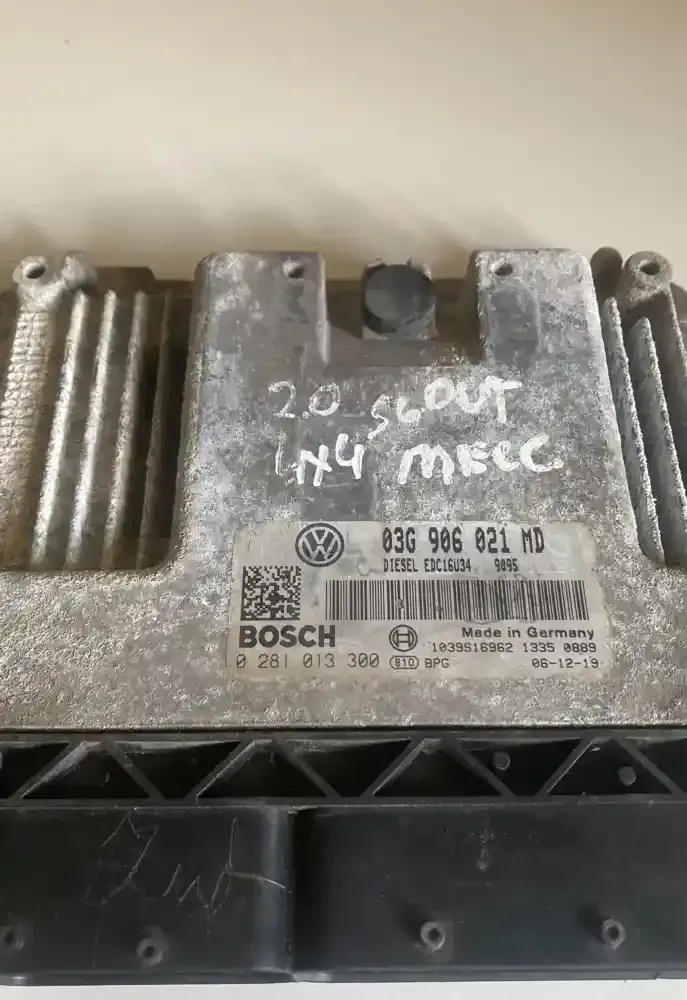 2.0 SCOUT
4x4 MECC
03G 906 021 MD
DIESEL EDC16U34 9095
BOSCH
Made in Germany
1039S16962 1335 0889
0 281 013 300 B10 BPG 06-12-19